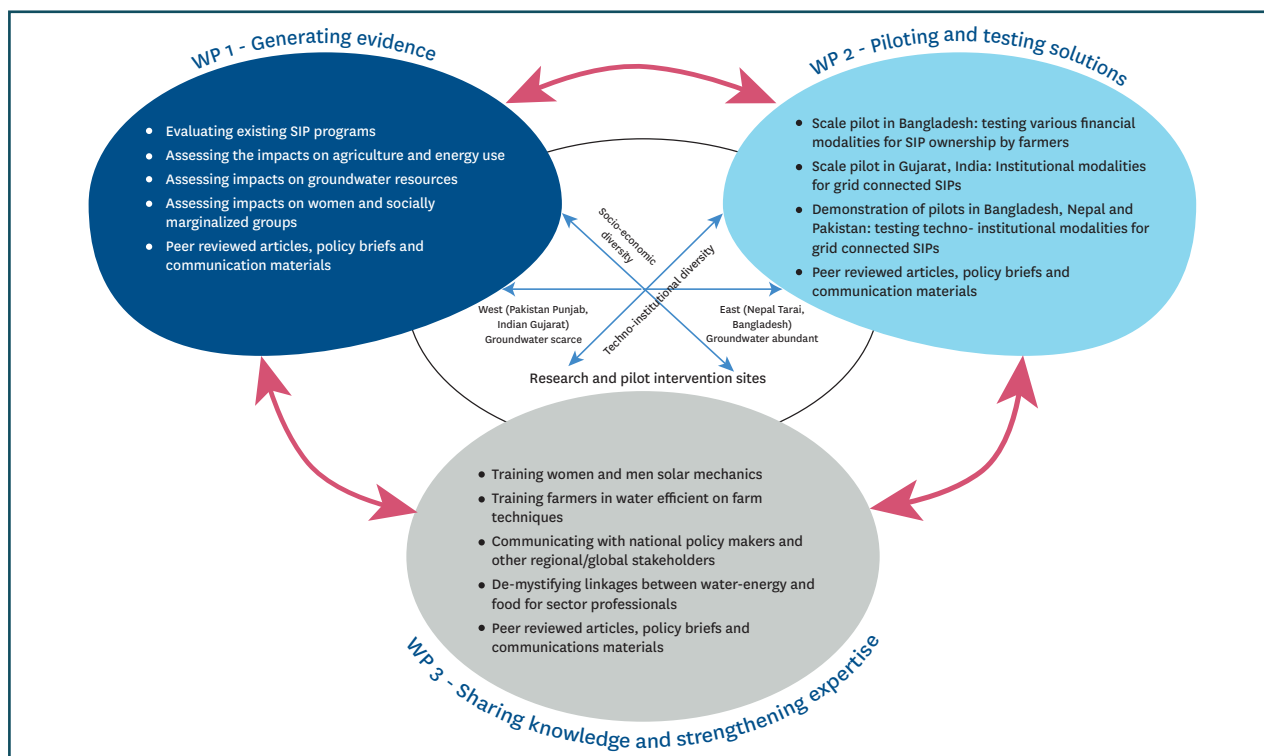 WP 1 - Generating evidence
• Evaluating existing SIP programs
• Assessing the impacts on agriculture and energy use
• Assessing impacts on groundwater resources
• Assessing impacts on women and socially
marginalized groups
• Peer reviewed articles, policy briefs and
communication materials
WP 2 - Piloting and testing solutions
• Scale pilot in Bangladesh: testing various financial
modalities for SIP ownership by farmers
• Scale pilot in Gujarat, India: Institutional modalities
for grid connected SIPs
• Demonstration of pilots in Bangladesh, Nepal and
Pakistan: testing techno- institutional modalities for
grid connected SIPs
• Peer reviewed articles, policy briefs and
communication materials
Socio-economic
diversity
Techno-institutional diversity
West (Pakistan Punjab,
Indian Gujarat)
Groundwater scarce
East (Nepal Tarai,
Bangladesh)
Groundwater abundant
Research and pilot intervention sites
• Training women and men solar mechanics
• Training farmers in water efficient on farm
techniques
• Communicating with national policy makers and
other regional/global stakeholders
• De-mystifying linkages between water-energy and
food for sector professionals
• Peer reviewed articles, policy briefs and
communications materials
WP 3 - Sharing knowledge and strengthening expertise